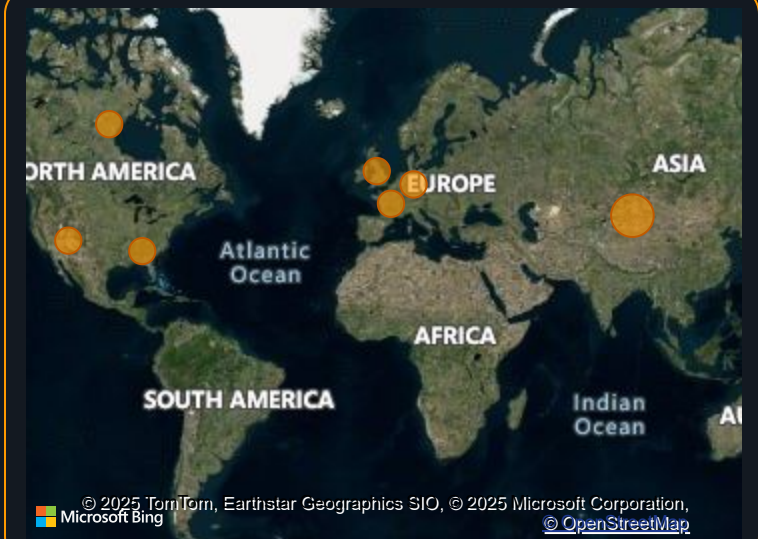 ORTH AMERICA
EUROPE
ASIA
Atlantic
Ocean
AFRICA
SOUTH AMERICA
Indian
Ocean
AU
© 2025 TomTom, Earthstar Geographics SIO, © 2025 Microsoft Corporation,
Microsoft Bing
© OpenStreetMap